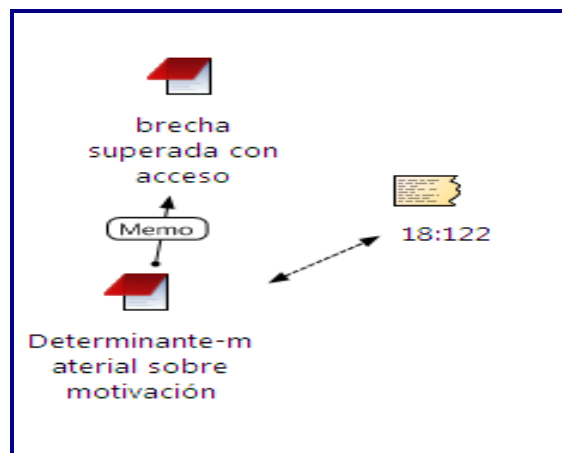 brecha
superada con
acceso
Memo
18:122
Determinante-m
aterial sobre
motivación